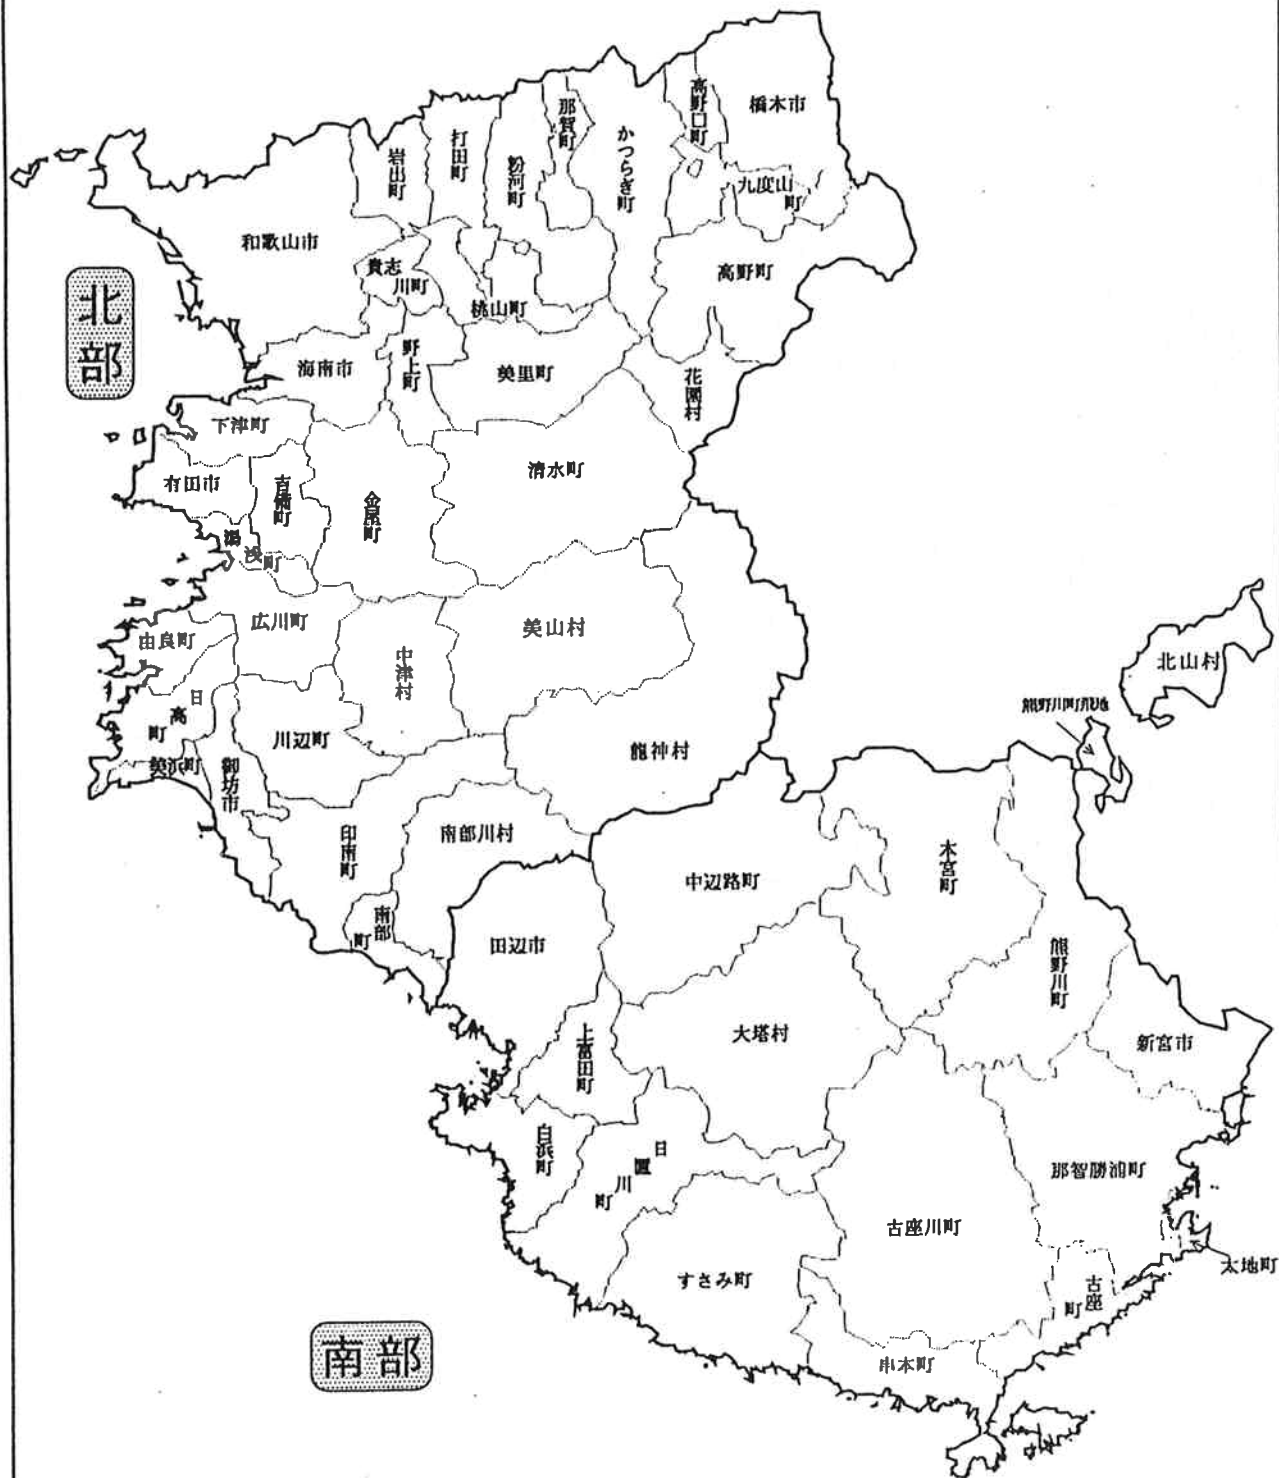 高野口町
橋本市
那賀町
かつらぎ町
打田町
岩出町
粉河町
九度山町
和歌山市
貴志川町
高野町
桃山町
北部
海南市
野上町
美里町
花園村
下津町
有田市
吉備町
金屋町
清水町
湯浅町
広川町
由良町
美山村
中津村
北山村
日高町
熊野川町飛地
川辺町
龍神村
美浜町
御坊市
印南町
南部川村
本宮町
中辺路町
南部町
田辺市
熊野川町
大塔村
上富田町
新宮市
白浜町
日置川町
那智勝浦町
古座川町
太地町
すさみ町
古座町
南部
串本町